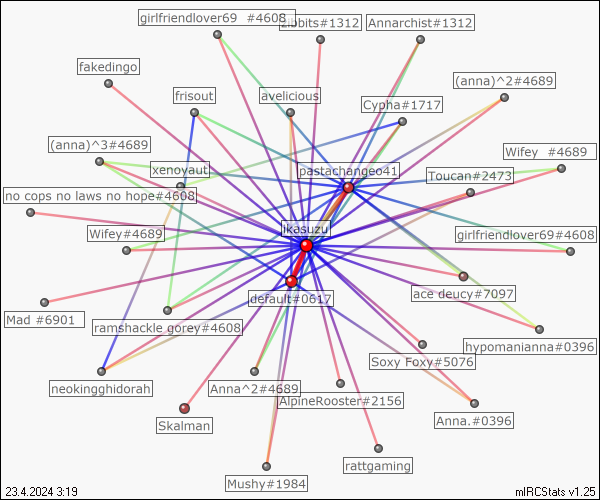 girlfriendlover69 #4608
zibbits#1312
Annarchist#1312
fakedingo
(anna)^2#4689
frisout
avelicious
Cypha#1717
(anna)^3#4689
Wifey #4689
xenoyaut
pastachangeo41
Toucan#2473
no cops no laws no hope#4608
ikasuzu
Wifey#4689
girlfriendlover69#4608
default#0617
ace deucy#7097
Mad #6901
ramshackle gorey#4608
hypomanianna#0396
Soxy Foxy#5076
neokingghidorah
Anna^2#4689
AlpineRooster#2156
Anna.#0396
Skalman
rattgaming
Mushy#1984
23.4.2024 3:19
mIRCStats v1.25